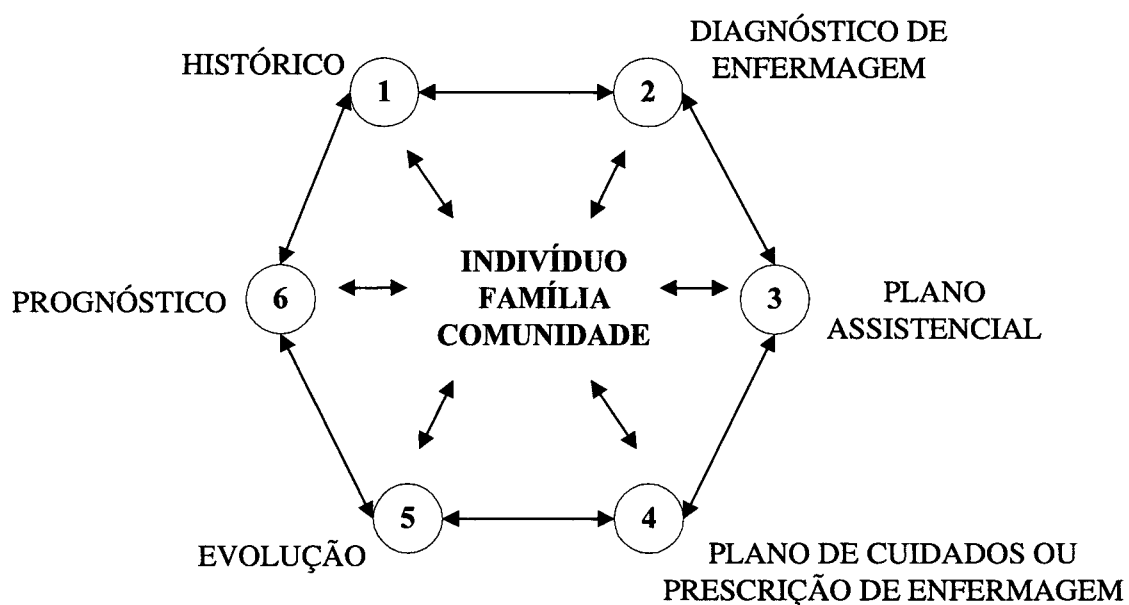 HISTÓRICO
1
2
DIAGNÓSTICO DE
ENFERMAGEM
PROGNÓSTICO
6
INDIVÍDUO
FAMÍLIA
COMUNIDADE
3
PLANO
ASSISTENCIAL
EVOLUÇÃO
5
4
PLANO DE CUIDADOS OU
PRESCRIÇÃO DE ENFERMAGEM